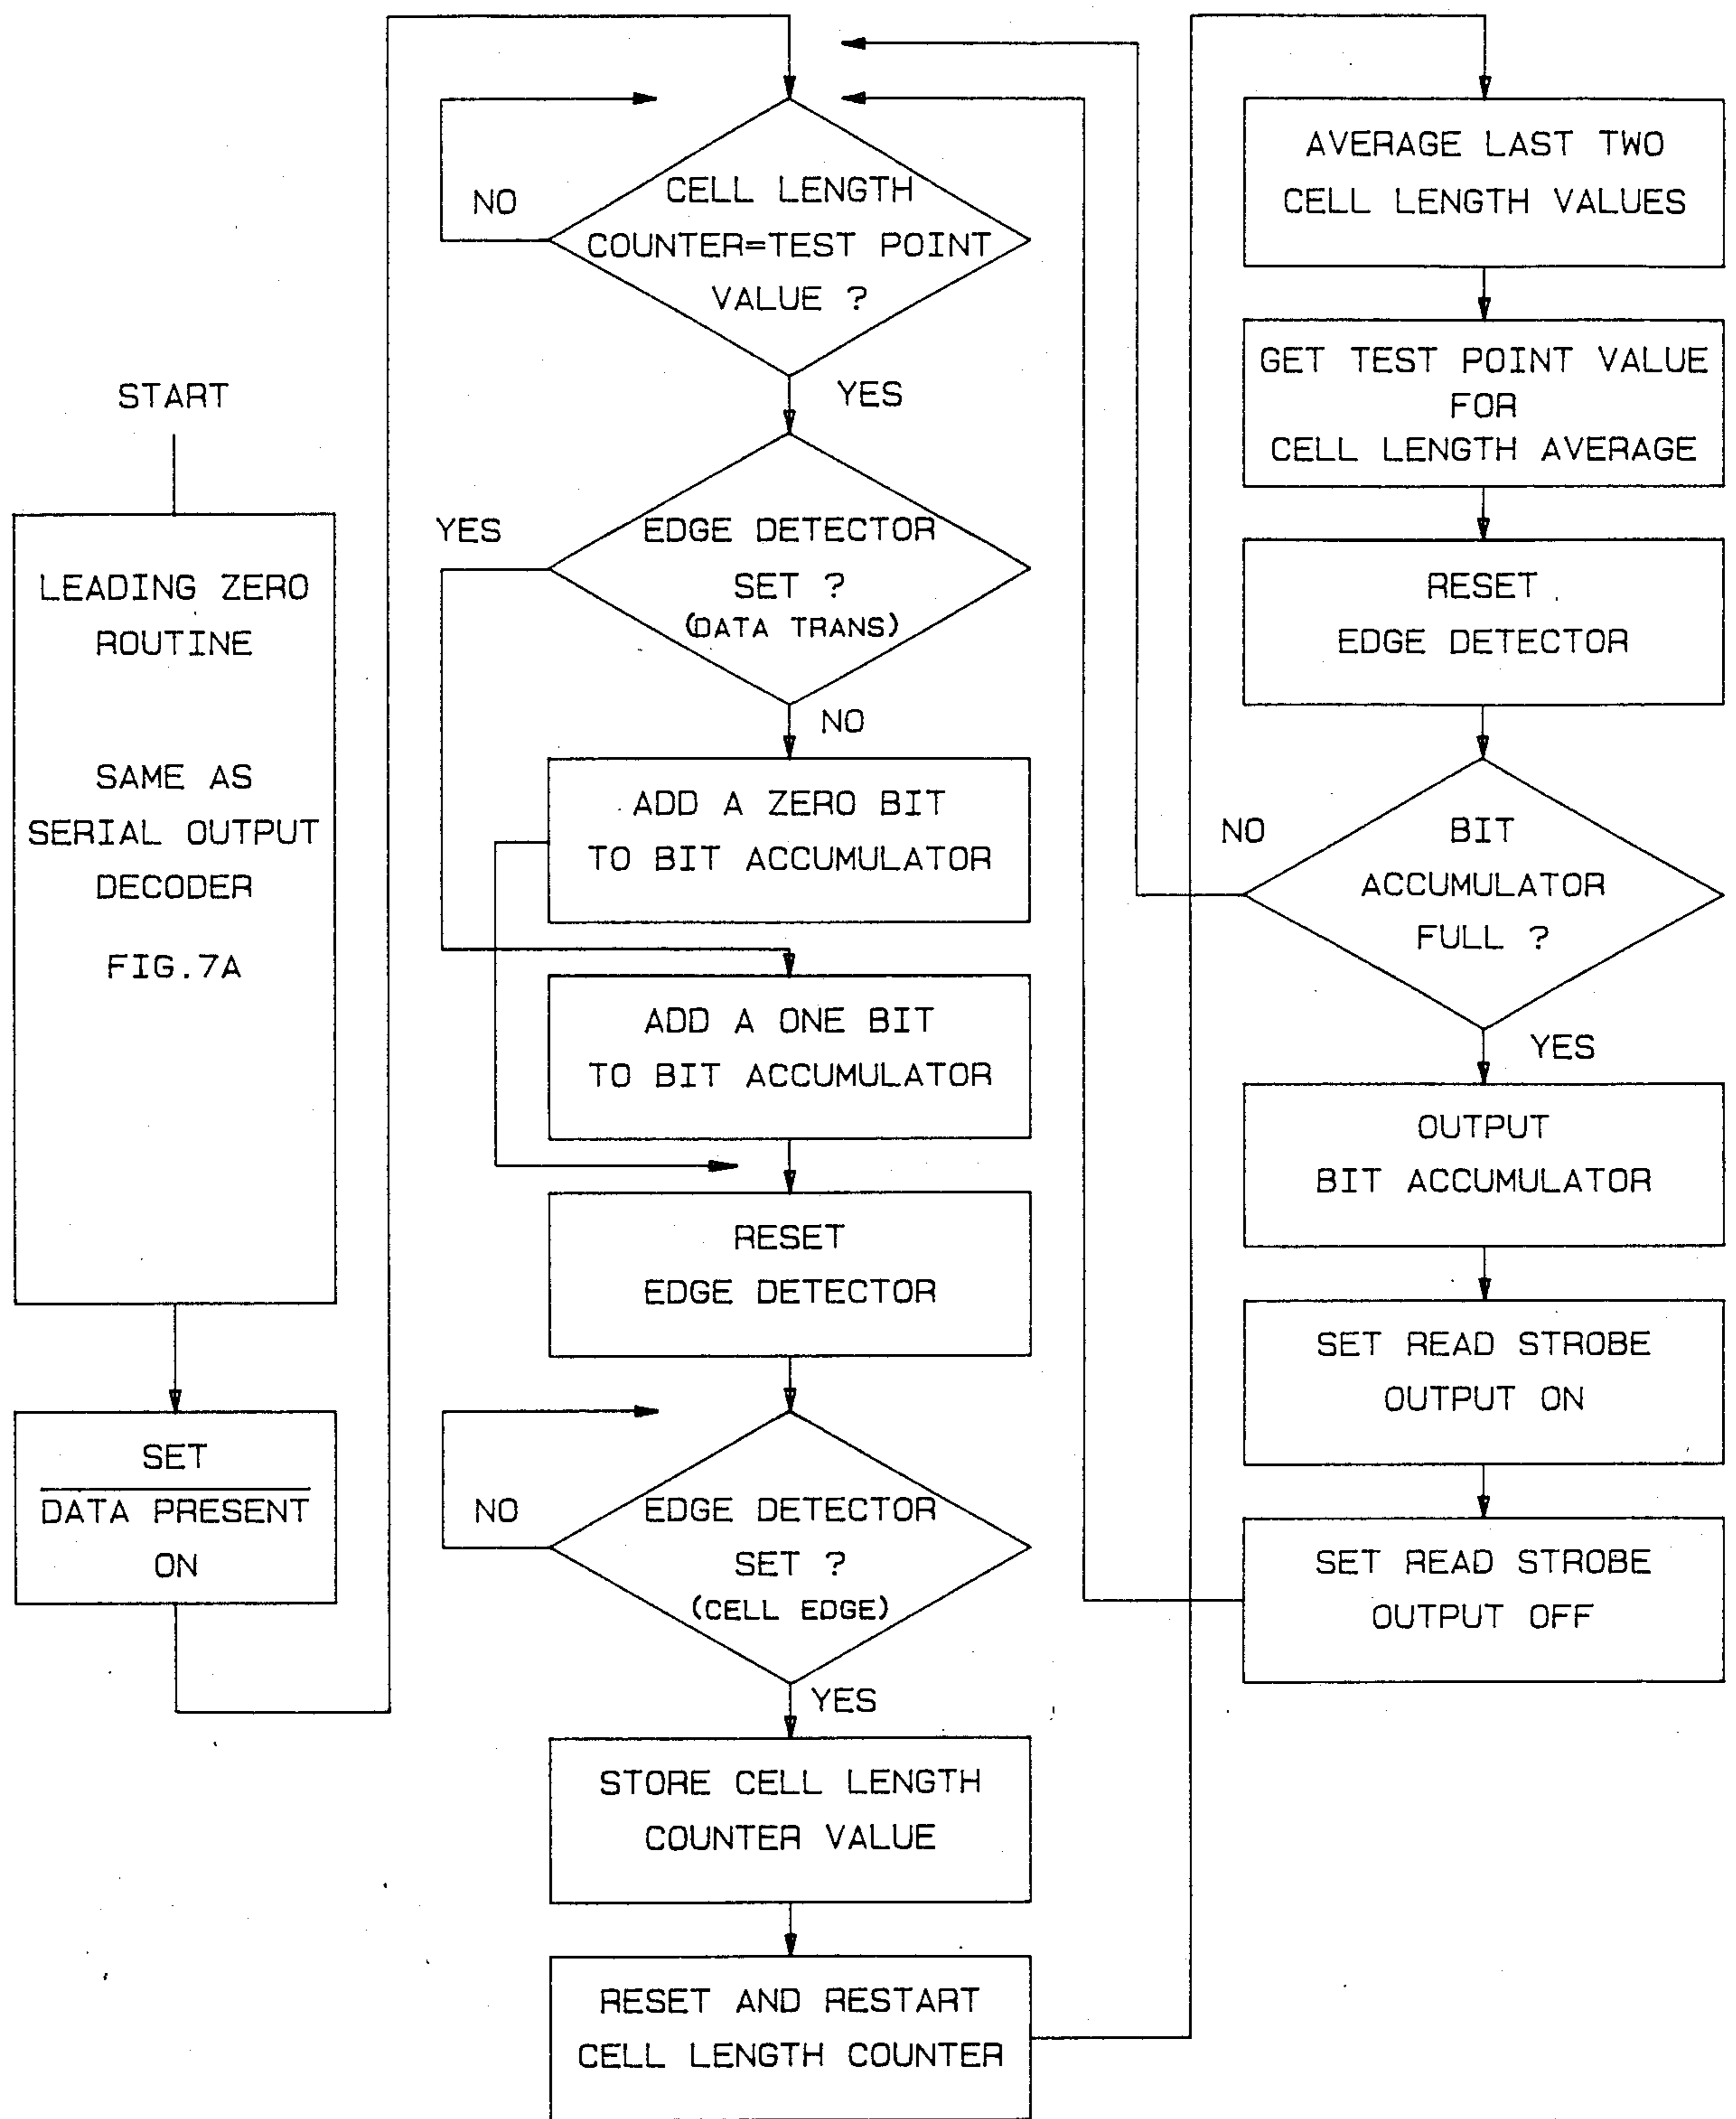 START
LEADING ZERO
ROUTINE
SAME AS
SERIAL OUTPUT
DECODER
FIG.7A
SET
DATA PRESENT
ON
CELL LENGTH
COUNTER=TEST POINT
VALUE ?
NO
YES
EDGE DETECTOR
SET ?
(DATA TRANS)
YES
NO
ADD A ZERO BIT
TO BIT ACCUMULATOR
ADD A ONE BIT
TO BIT ACCUMULATOR
RESET
EDGE DETECTOR
EDGE DETECTOR
SET ?
(CELL EDGE)
NO
YES
STORE CELL LENGTH
COUNTER VALUE
RESET AND RESTART
CELL LENGTH COUNTER
AVERAGE LAST TWO
CELL LENGTH VALUES
GET TEST POINT VALUE
FOR
CELL LENGTH AVERAGE
RESET
EDGE DETECTOR
BIT
ACCUMULATOR
FULL ?
NO
YES
OUTPUT
BIT ACCUMULATOR
SET READ STROBE
OUTPUT ON
SET READ STROBE
OUTPUT OFF